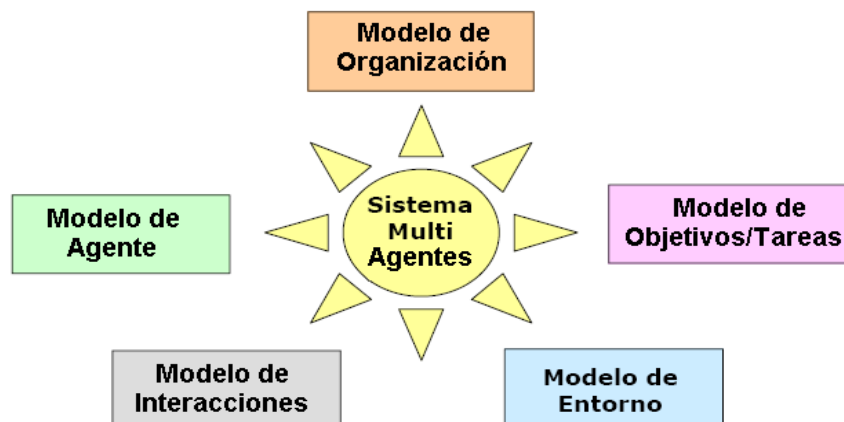 Modelo de
Organización
Sistema
Multi
Agentes
Modelo de
Agente
Modelo de
Objetivos/Tareas
Modelo de
Interacciones
Modelo de
Entorno